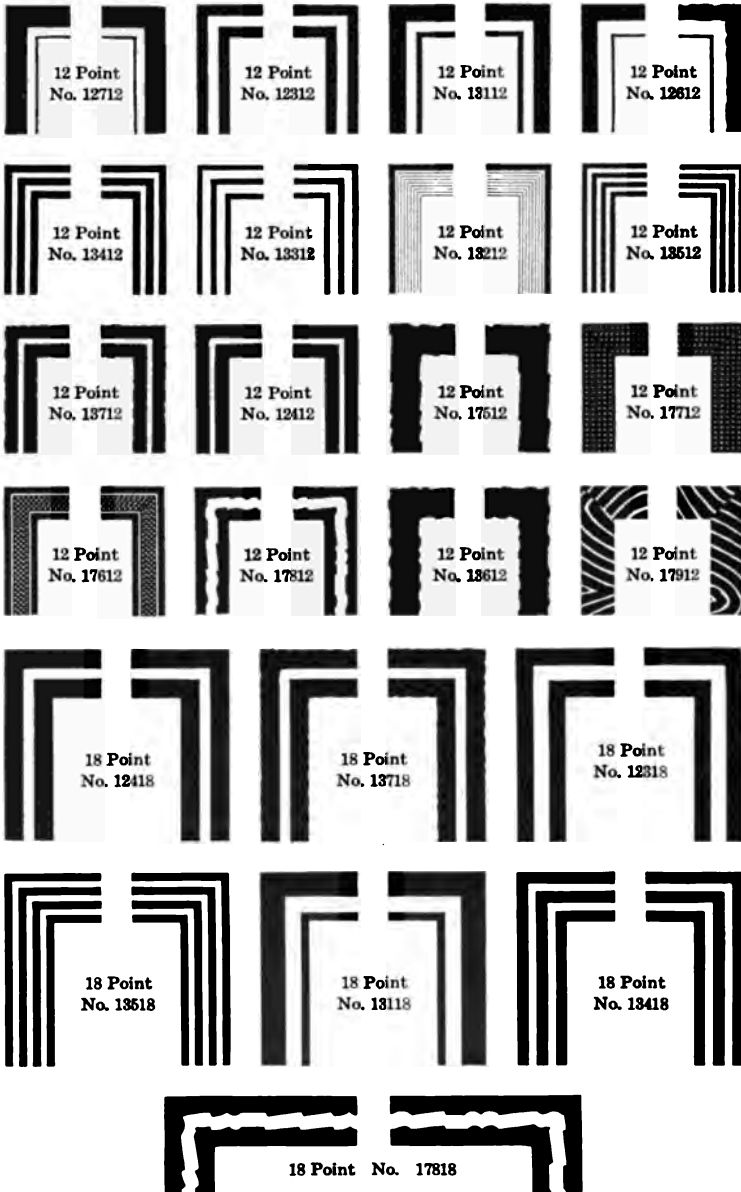 12 Point
No. 12712
12 Point
No. 12312
12 Point
No. 13112
12 Point
No. 12612
12 Point
No. 13412
12 Point
No. 13312
12 Point
No. 13212
12 Point
No. 13512
12 Point
No. 13712
12 Point
No. 12412
12 Point
No. 17512
12 Point
No. 17712
12 Point
No. 17612
12 Point
No. 17812
12 Point
No. 13612
12 Point
No. 17912
18 Point
No. 12418
18 Point
No. 13718
18 Point
No. 12318
18 Point
No. 13518
18 Point
No. 13118
18 Point
No. 13418
18 Point No. 17818